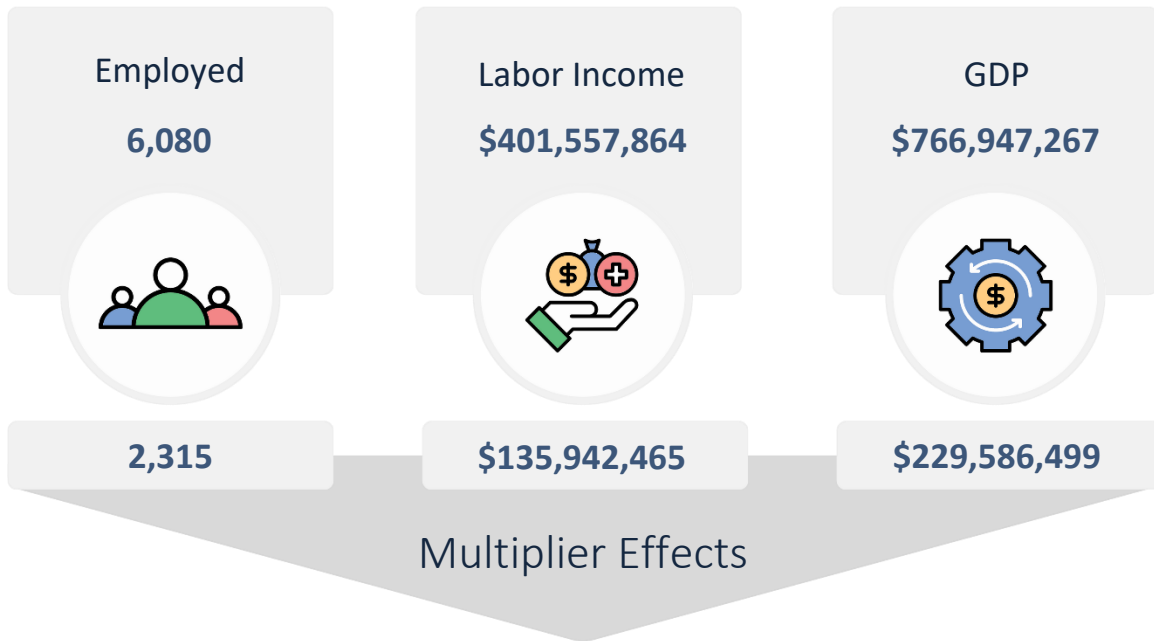 Employed
6,080
Labor Income
$401,557,864
GDP
$766,947,267
$
$
2,315
$135,942,465
$229,586,499
Multiplier Effects